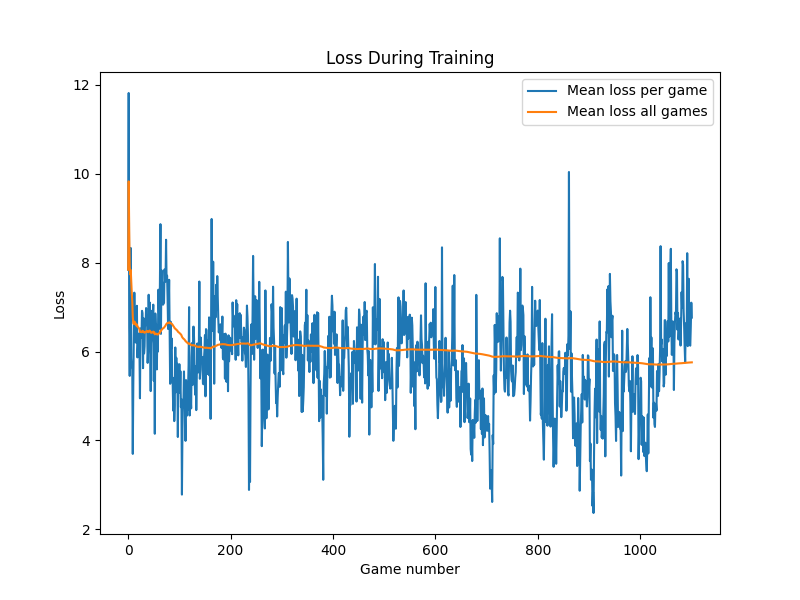 Loss During Training
Mean loss per game
Mean loss all games
12
10
8
6
4
2
Loss
0 200 400 600 800 1000
Game number